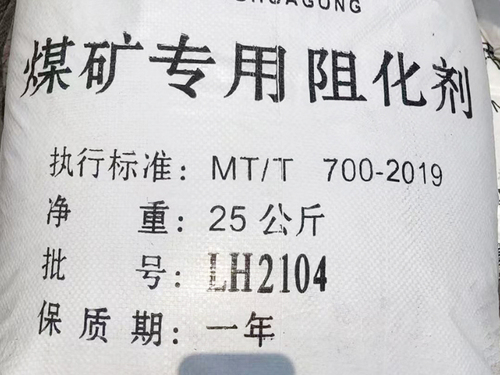 煤矿专用阻化剂
执行标准：MT/T 700-2019
净重：25公斤
批号：LH2104
保质期：一年